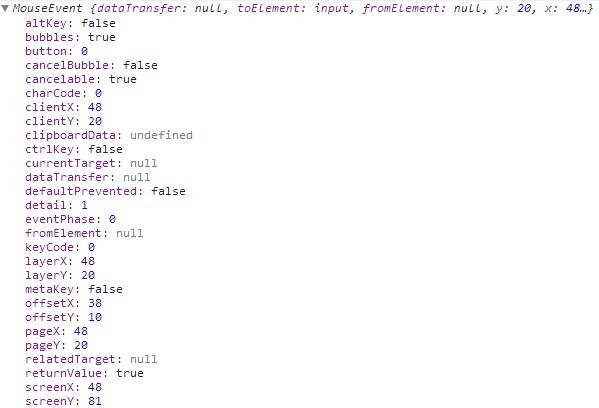 ▼ MouseEvent {dataTransfer: null, toElement: input, fromElement: null, y: 20, x: 48…}
altKey: false
bubbles: true
button: 0
cancelBubble: false
cancelable: true
charCode: 0
clientX: 48
clientY: 20
clipboardData: undefined
ctrlKey: false
currentTarget: null
dataTransfer: null
defaultPrevented: false
detail: 1
eventPhase: 0
fromElement: null
keyCode: 0
layerX: 48
layerY: 20
metaKey: false
offsetX: 38
offsetY: 10
pageX: 48
pageY: 20
relatedTarget: null
returnValue: true
screenX: 48
screenY: 81